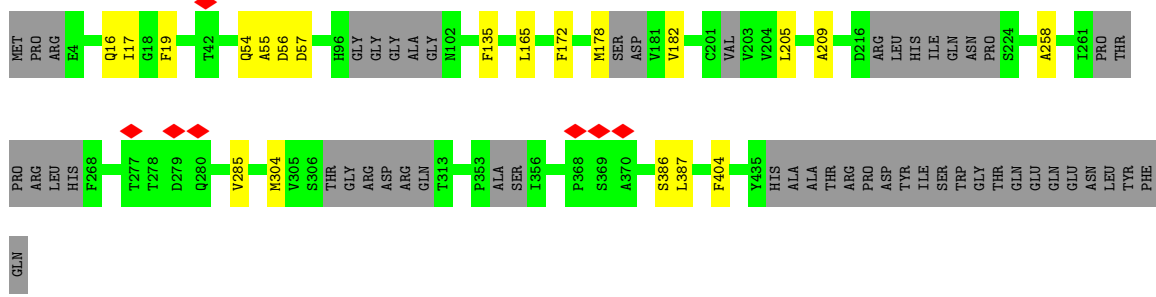 MET PRO ARG E4 Q16 I17 G18 F19 T42 Q54 A55 D56 D57 H96 GLY GLY GLY ALA GLY N102 F135 L165 F172 M178 SER ASP V181 V182 C201 VAL V203 V204 L205 A209 D216 ARG LEU HIS ILE GLN ASN PRO S224 A258 I261 PRO THR
PRO ARG LEU HIS F268 T277 T278 D279 Q280 V285 M304 V305 S306 THR GLY ARG ASP ARG GLN T313 P353 ALA SER I356 P368 S369 A370 S386 L387 F404 Y435 HIS ALA ALA THR ARG PRO ASP TYR ILE SER TRP GLY THR GLN GLU GLN GLU ASN LEU TYR PHE
GLN